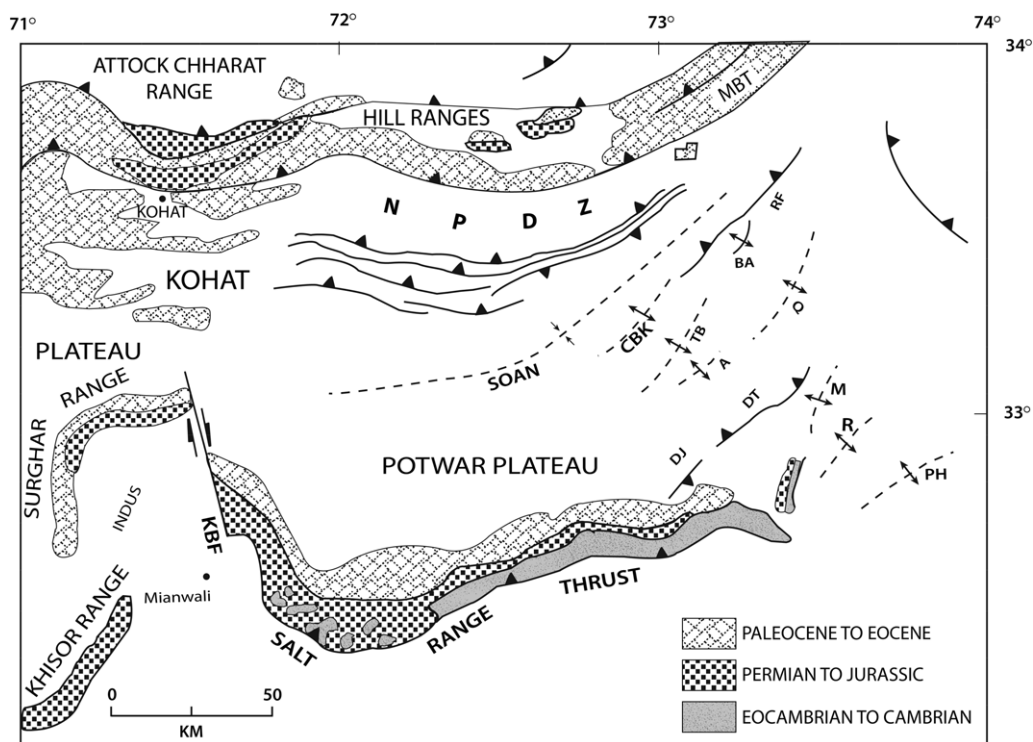 71°
72°
73°
74°
34°
ATTOCK CHHARAT
RANGE
HILL RANGES
MBT
KOHAT
N P D Z
RF
BA
KOHAT
Q
CBK
TB
A
SOAN
PLATEAU
RANGE
SURGHAR
DT
M
33°
R
DJ
POTWAR PLATEAU
PH
INDUS
KBF
Mianwali
THRUST
RANGE
SALT
KHISOR RANGE
0 50
KM
PALEOCENE TO EOCENE
PERMIAN TO JURASSIC
EOCAMBRIAN TO CAMBRIAN